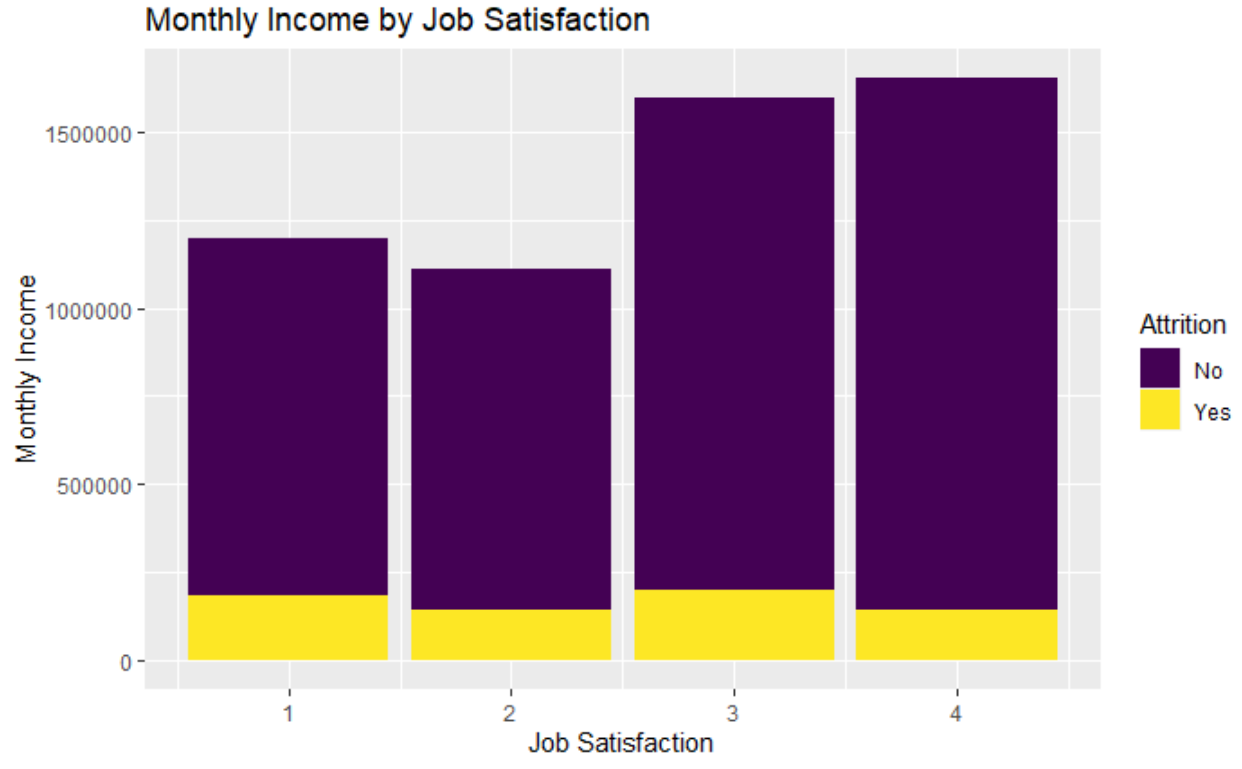 Monthly Income by Job Satisfaction
Monthly Income
1500000
1000000
500000
0
1 2 3 4
Job Satisfaction
Attrition
No
Yes